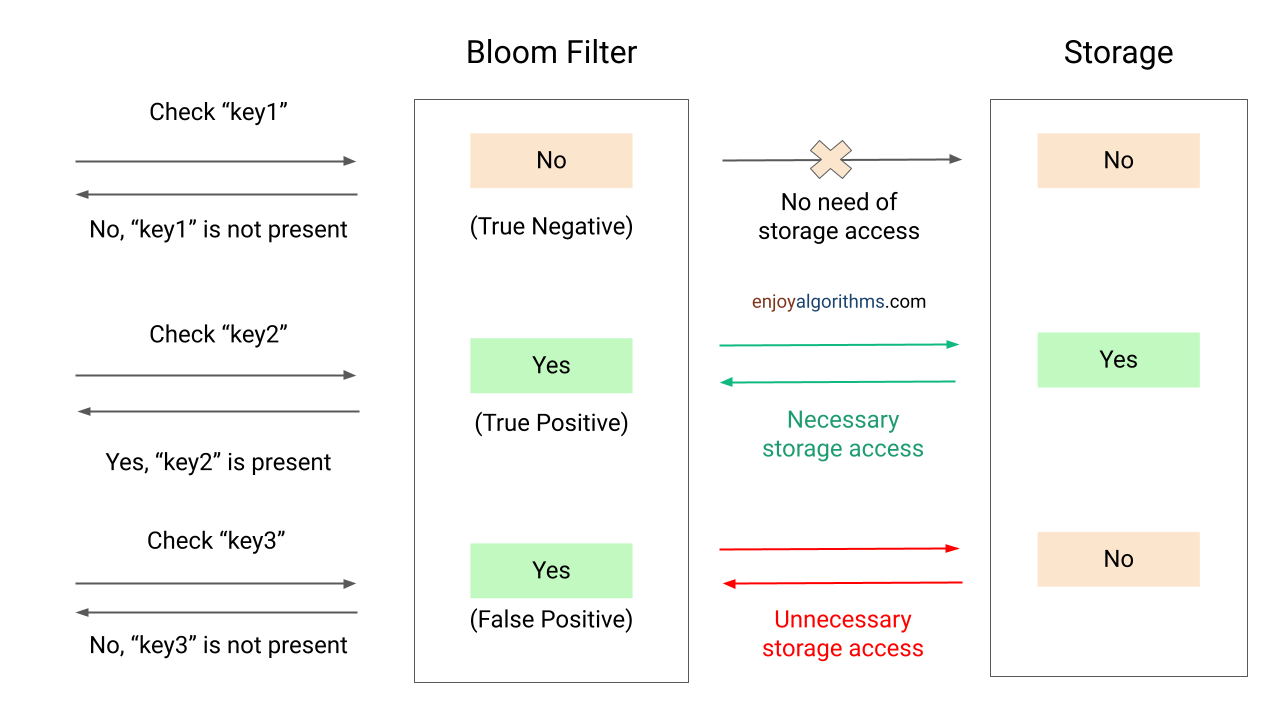 Bloom Filter
Storage
Check “key1”
No
No
No, “key1” is not present
(True Negative)
No need of
storage access
enjoyalgorithms.com
Check “key2”
Yes
Yes
(True Positive)
Necessary
storage access
Yes, “key2” is present
Check “key3”
Yes
No
(False Positive)
Unnecessary
storage access
No, “key3” is not present